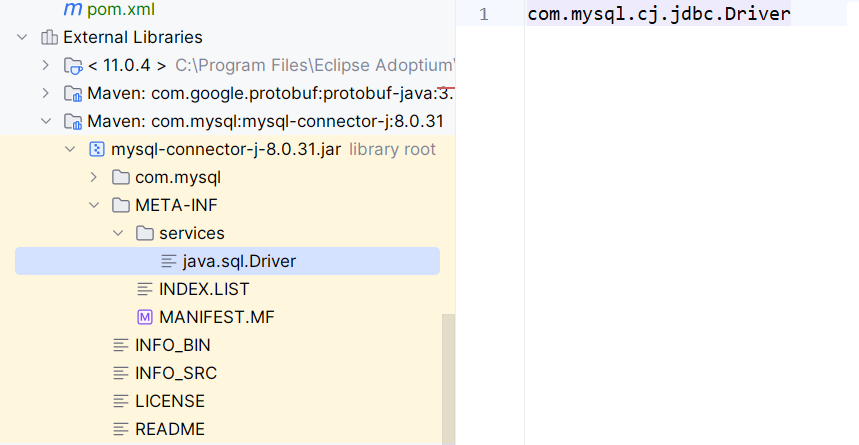 pom.xml
External Libraries
< 11.0.4 > C:\Program Files\Eclipse Adoptium\
Maven: com.google.protobuf:protobuf-java:3.
Maven: com.mysql:mysql-connector-j:8.0.31
mysql-connector-j-8.0.31.jar library root
com.mysql
META-INF
services
java.sql.Driver
INDEX.LIST
MANIFEST.MF
INFO_BIN
INFO_SRC
LICENSE
README
1 com.mysql.cj.jdbc.Driver